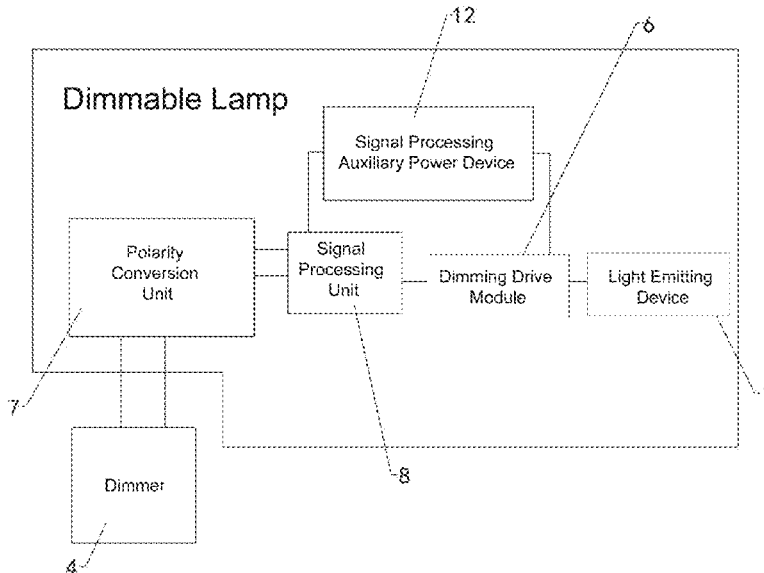 12
6
Dimmable Lamp
Signal Processing
Auxiliary Power Device
Polarity
Conversion
Unit
Signal
Processing
Unit
Dimming Drive
Module
Light Emitting
Device
7
8
Dimmer
4